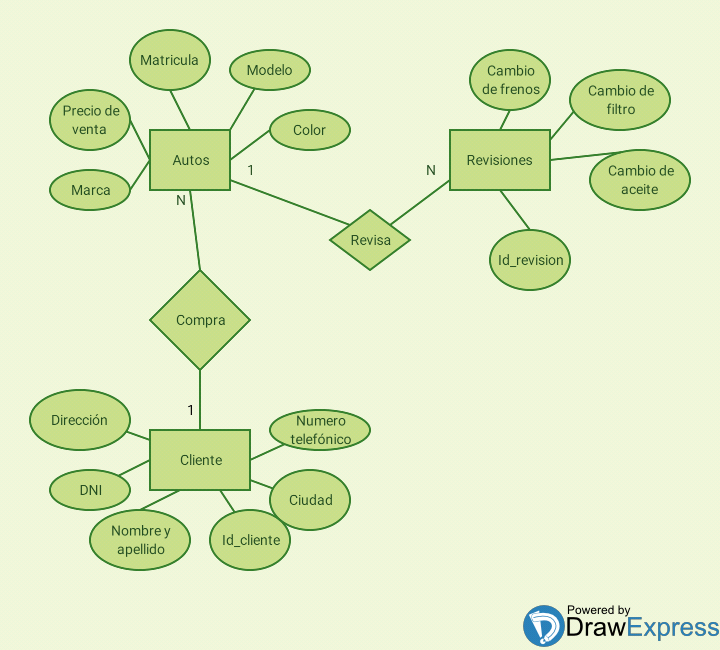 Matricula
Modelo
Precio de
venta
Color
Marca
Autos
1
N
Cambio
de frenos
Cambio de
filtro
Revisiones
Cambio de
aceite
N
Id_revision
Revisa
Compra
1
Dirección
Numero
telefónico
Cliente
DNI
Ciudad
Nombre y
apellido
Id_cliente
Powered by
DrawExpress